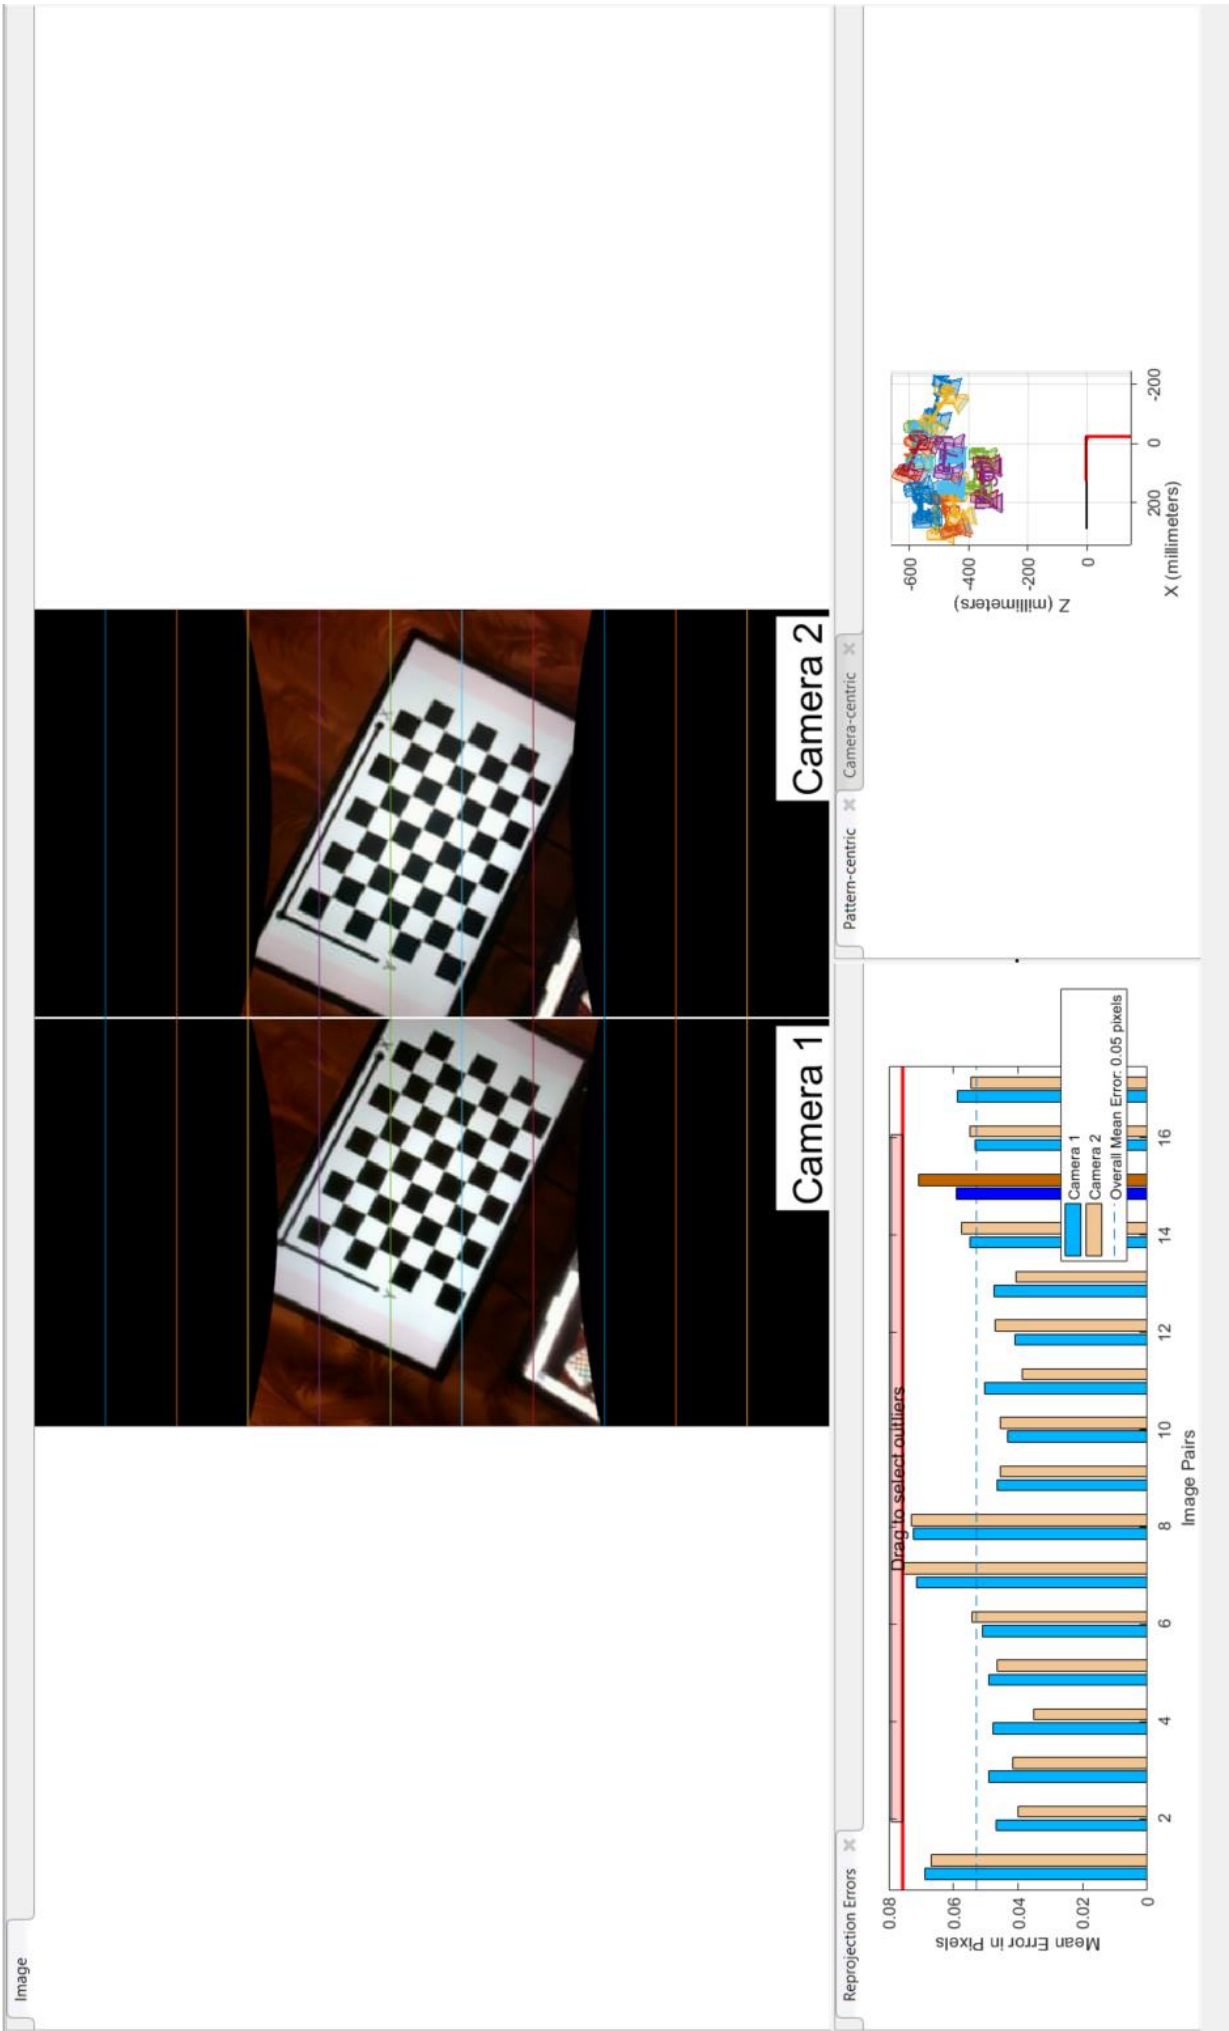 Image
Camera 1
Camera 2
Reprojection Errors
Drag to select outliers
Mean Error in Pixels
0.08
0.06
0.04
0.02
0
2
4
6
8
10
12
14
16
Image Pairs
Camera 1
Camera 2
Overall Mean Error: 0.05 pixels
Pattern-centric
Camera-centric
Z (millimeters)
-600
-400
-200
0
200
0
-200
X (millimeters)